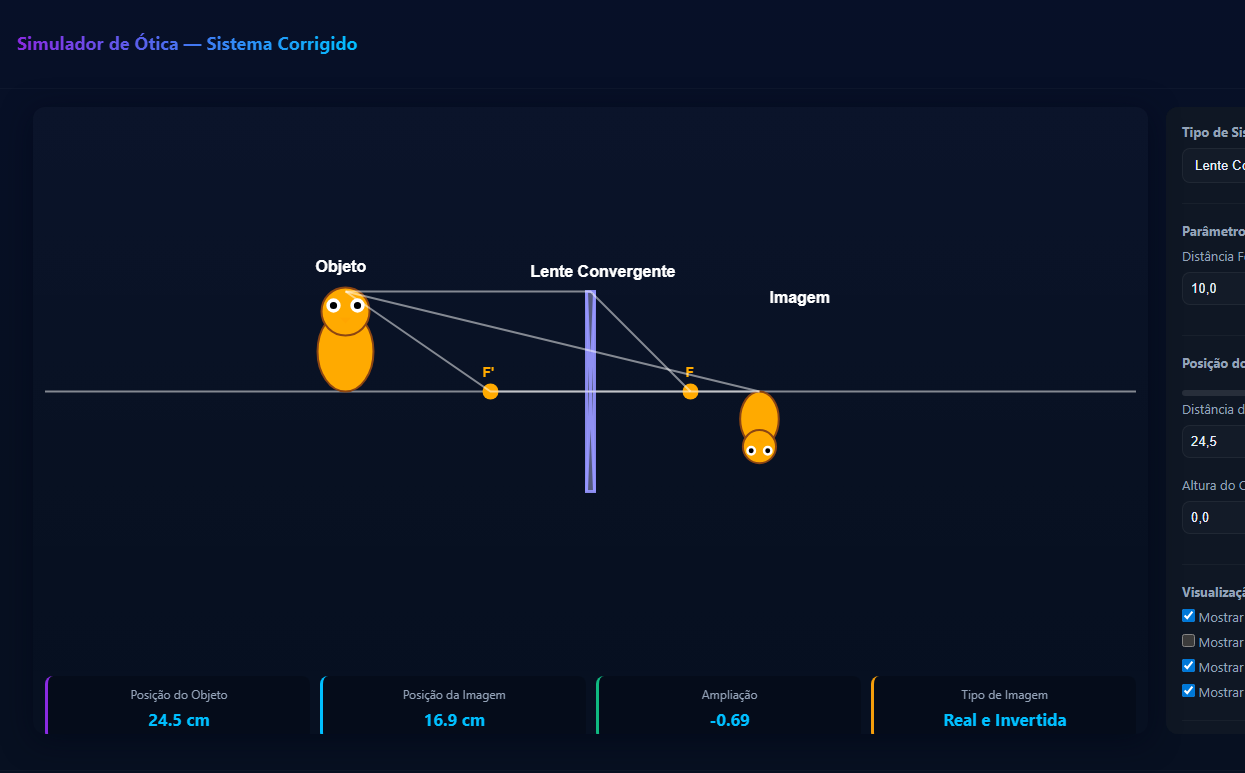 Simulador de Ótica — Sistema Corrigido
Tipo de Sis
Lente Co
Parâmetro
Distância F
10,0
Objeto
Lente Convergente
Imagem
F'
F
Posição do
Distância d
24,5
Altura do O
0,0
Visualizaçã
Mostrar
Mostrar
Mostrar
Mostrar
Posição do Objeto
24.5 cm
Posição da Imagem
16.9 cm
Ampliação
-0.69
Tipo de Imagem
Real e Invertida